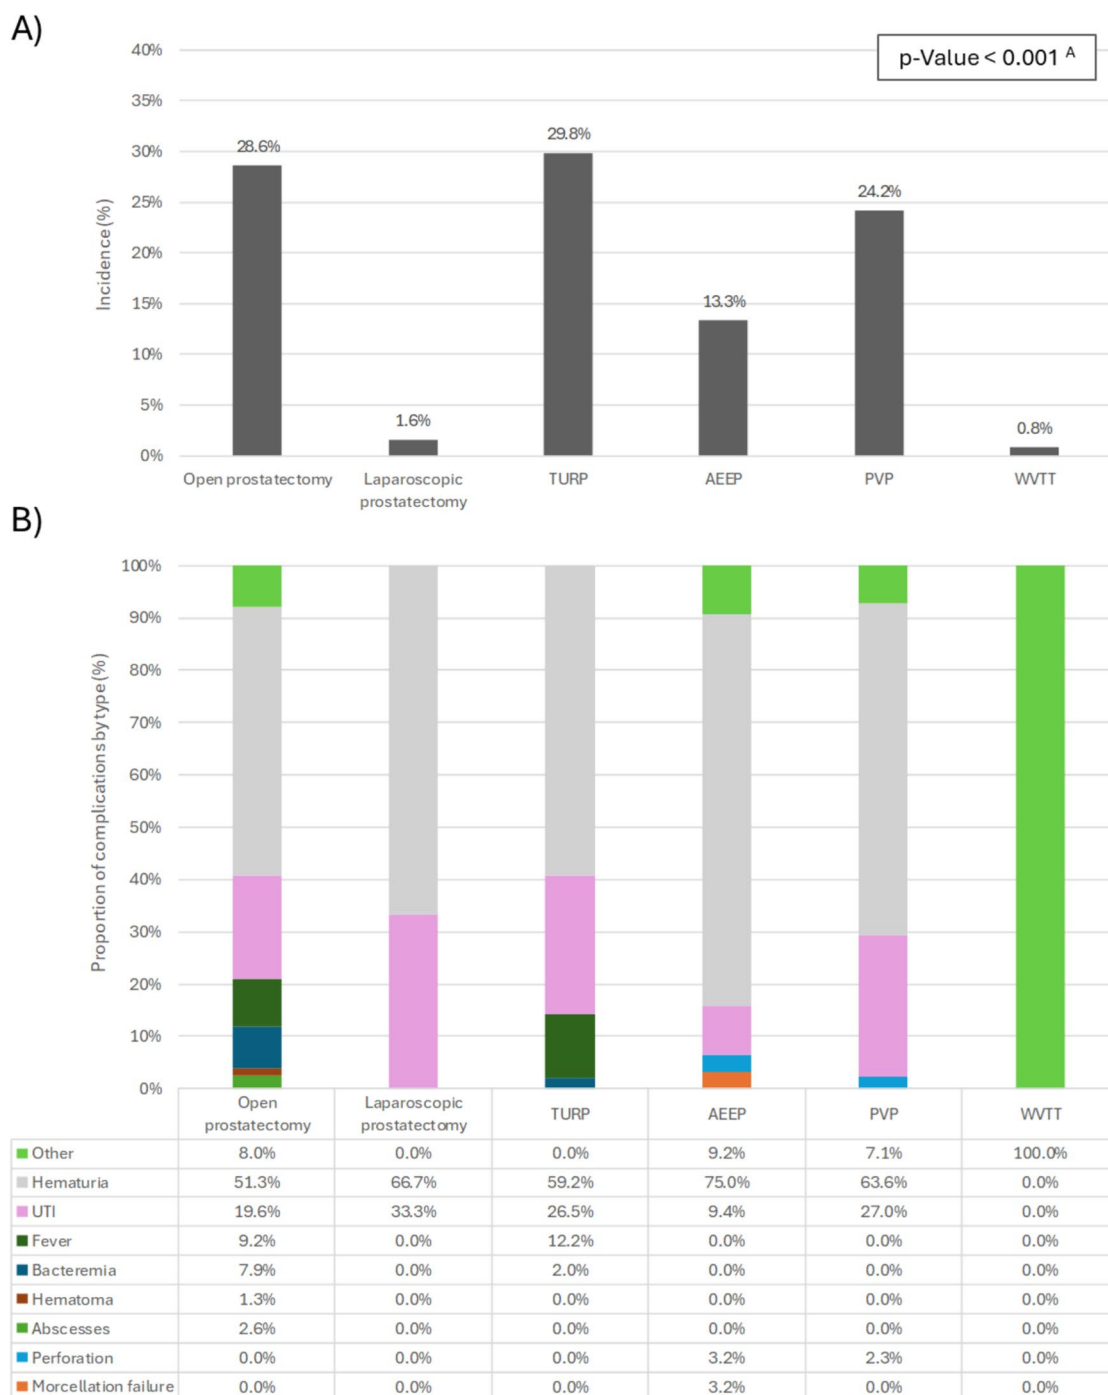 A)
40%
p-Value < 0.001 A
35%
30%
25%
20%
15%
10%
5%
0%
Incidence (%)
28.6%
1.6%
29.8%
13.3%
24.2%
0.8%
Open prostatectomy
Laparoscopic
prostatectomy
TURP
AEEP
PVP
WVTT
B)
100%
90%
80%
70%
60%
50%
40%
30%
20%
10%
0%
Proportion of complications by type (%)
Open
prostatectomy
Laparoscopic
prostatectomy
TURP
AEEP
PVP
WVTT
Other 8.0% 0.0% 0.0% 9.2% 7.1% 100.0%
Hematuria 51.3% 66.7% 59.2% 75.0% 63.6% 0.0%
UTI 19.6% 33.3% 26.5% 9.4% 27.0% 0.0%
Fever 9.2% 0.0% 12.2% 0.0% 0.0% 0.0%
Bacteremia 7.9% 0.0% 2.0% 0.0% 0.0% 0.0%
Hematoma 1.3% 0.0% 0.0% 0.0% 0.0% 0.0%
Abscesses 2.6% 0.0% 0.0% 0.0% 0.0% 0.0%
Perforation 0.0% 0.0% 0.0% 3.2% 2.3% 0.0%
Morcellation failure 0.0% 0.0% 0.0% 3.2% 0.0% 0.0%